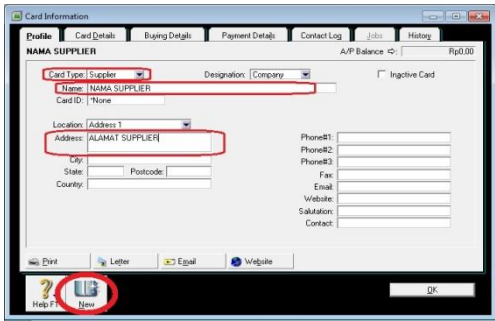 Card Information
Profile Card Details Buying Details Payment Details Contact Log Jobs History
NAMA SUPPLIER A/P Balance Rp0,00
Card Type: Supplier Designation: Company Inactive Card
Name: NAMA SUPPLIER
Card ID: *None
Location: Address 1
Address: ALAMAT SUPPLIER Phone#1:
Phone#2:
City: Phone#3:
State: Postcode: Fax:
Country: Email:
Website:
Salutation:
Contact:
Print Letter Email Website
Help F1 New OK